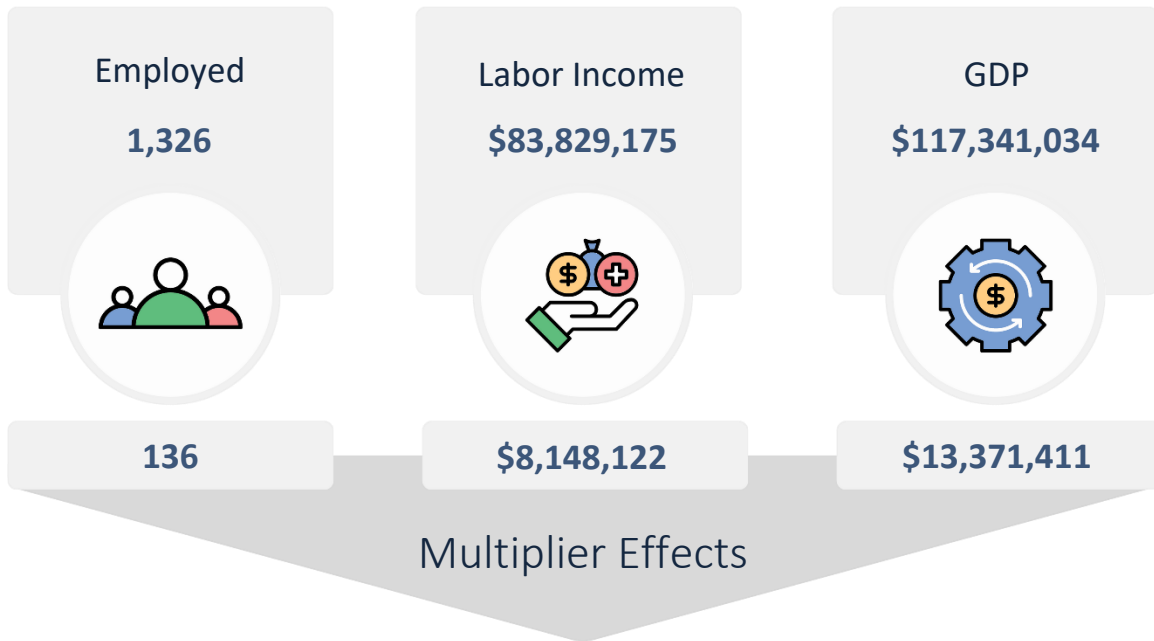 Employed
1,326
Labor Income
$83,829,175
GDP
$117,341,034
$
$
136
$8,148,122
$13,371,411
Multiplier Effects